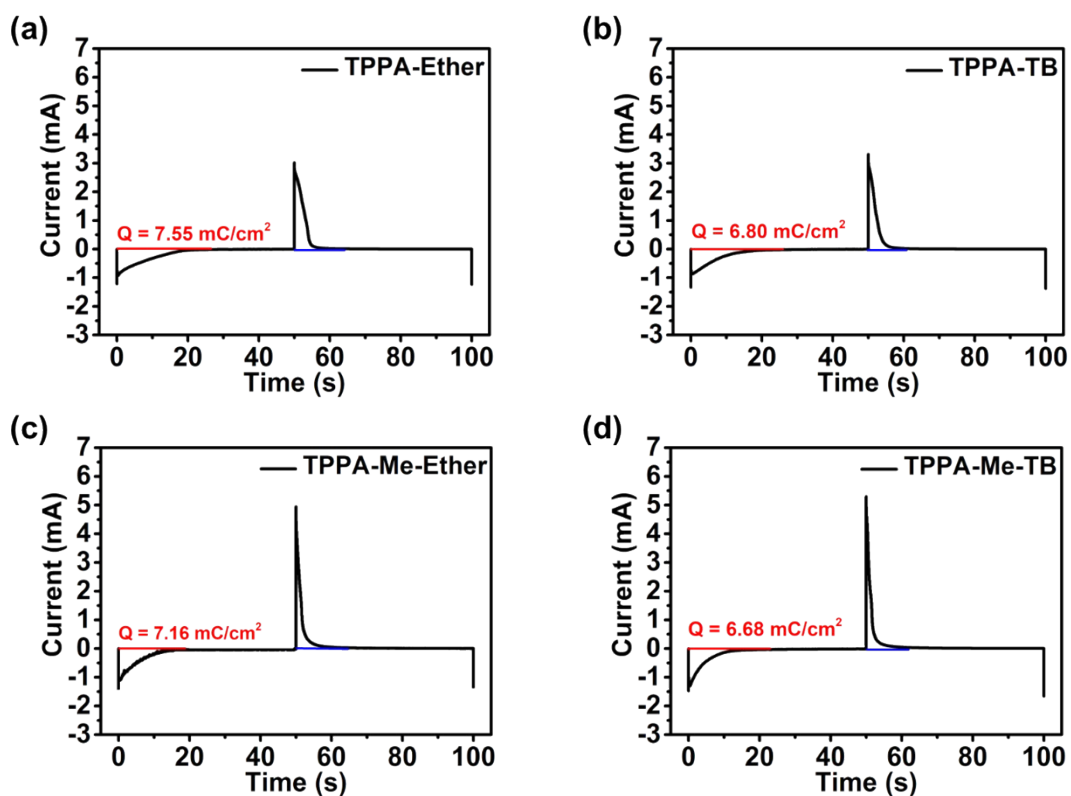 (a)
7
6
5
4
3
2
1
0
-1
-2
-3
Current (mA)
TPPA-Ether
Q = 7.55 mC/cm²
0 20 40 60 80 100
Time (s)
(b)
7
6
5
4
3
2
1
0
-1
-2
-3
Current (mA)
TPPA-TB
Q = 6.80 mC/cm²
0 20 40 60 80 100
Time (s)
(c)
7
6
5
4
3
2
1
0
-1
-2
-3
Current (mA)
TPPA-Me-Ether
Q = 7.16 mC/cm²
0 20 40 60 80 100
Time (s)
(d)
7
6
5
4
3
2
1
0
-1
-2
-3
Current (mA)
TPPA-Me-TB
Q = 6.68 mC/cm²
0 20 40 60 80 100
Time (s)